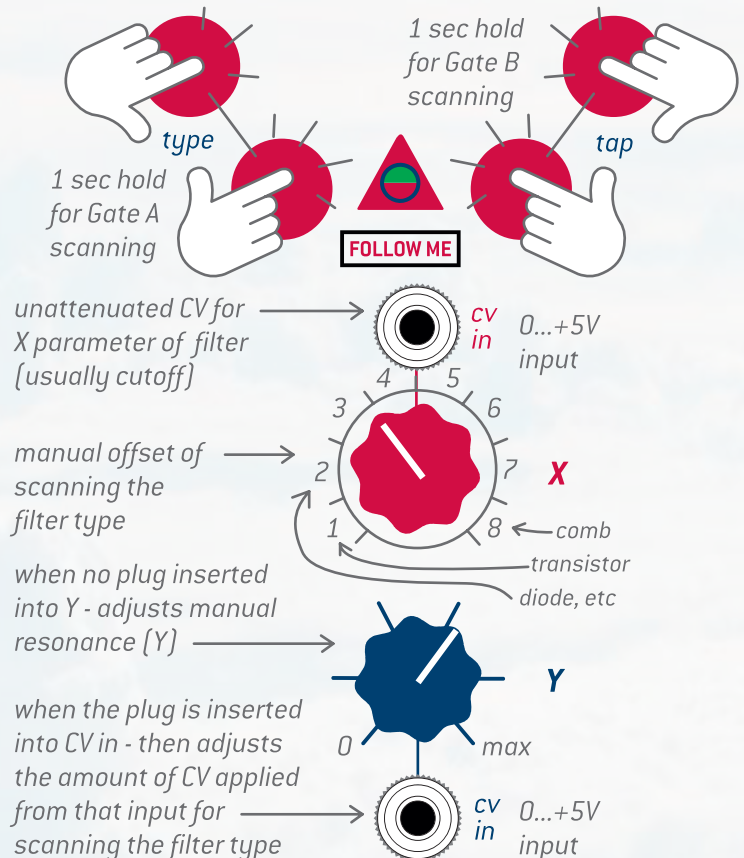 1 sec hold
for Gate B
scanning
type
tap
1 sec hold
for Gate A
scanning
FOLLOW ME
unattenuated CV for
X parameter of filter
(usually cutoff)
cv
in
0...+5V
input
4
5
3
6
manual offset of
scanning the
filter type
2
7
X
1
8
comb
transistor
diode, etc
when no plug inserted
into Y - adjusts manual
resonance (Y)
Y
0
max
when the plug is inserted
into CV in - then adjusts
the amount of CV applied
from that input for
scanning the filter type
cv
in
0...+5V
input